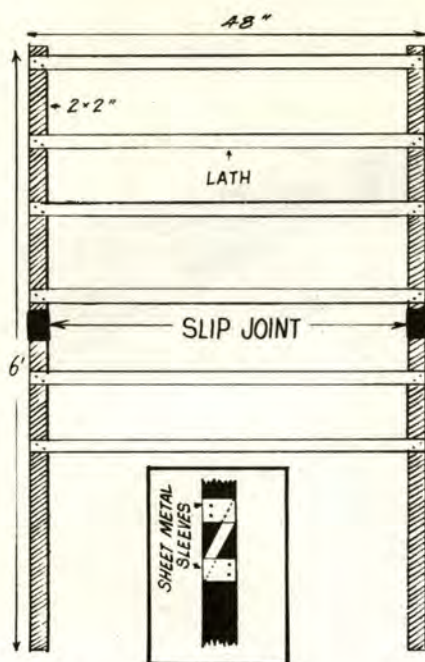 48"
2×2"
LATH
SLIP JOINT
6'
SHEET METAL
SLEEVES